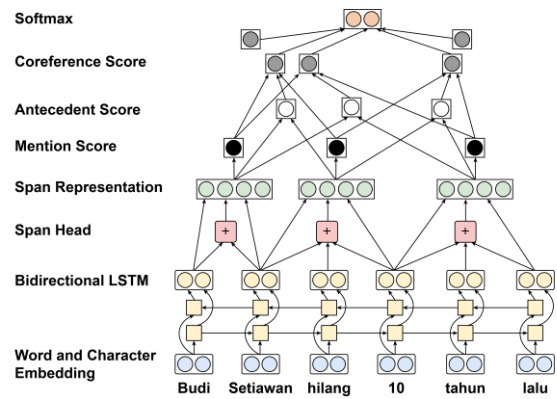 Softmax
Coreference Score
Antecedent Score
Mention Score
Span Representation
Span Head
+ + +
Bidirectional LSTM
Word and Character
Embedding
Budi Setiawan hilang 10 tahun lalu